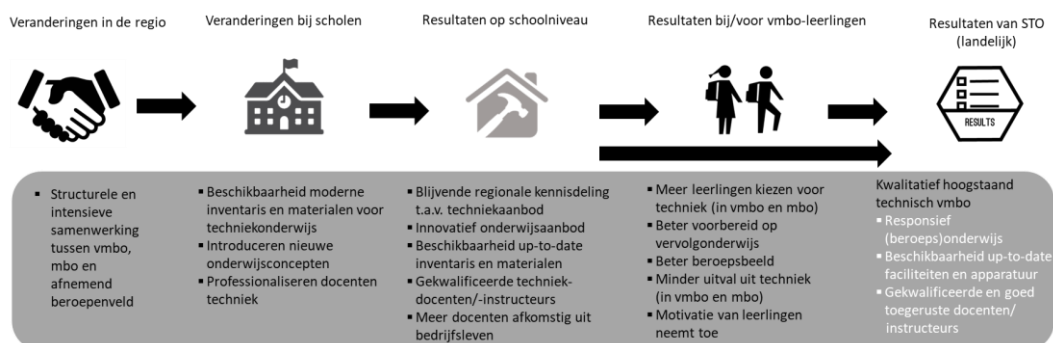 Veranderingen in de regio
Veranderingen bij scholen
Resultaten op schoolniveau
Resultaten bij/voor vmbo-leerlingen
Resultaten van STO
(landelijk)
RESULTS
▪ Structurele en
intensieve
samenwerking
tussen vmbo,
mbo en
afnemend
beroepenveld
▪ Beschikbaarheid moderne
inventaris en materialen voor
techniekonderwijs
▪ Introduceren nieuwe
onderwijsconcepten
▪ Professionaliseren docenten
techniek
▪ Blijvende regionale kennisdeling
t.a.v. techniekaanbod
▪ Innovatief onderwijsaanbod
▪ Beschikbaarheid up-to-date
inventaris en materialen
▪ Gekwalificeerde techniek-
docenten/-instructeurs
▪ Meer docenten afkomstig uit
bedrijfsleven
▪ Meer leerlingen kiezen voor
techniek (in vmbo en mbo)
▪ Beter voorbereid op
vervolgonderwijs
▪ Beter beroepsbeeld
▪ Minder uitval uit techniek
(in vmbo en mbo)
▪ Motivatie van leerlingen
neemt toe
Kwalitatief hoogstaand
technisch vmbo
▪ Responsief
(beroeps)onderwijs
▪ Beschikbaarheid up-to-date
faciliteiten en apparatuur
▪ Gekwalificeerde en goed
toegeruste docenten/
instructeurs